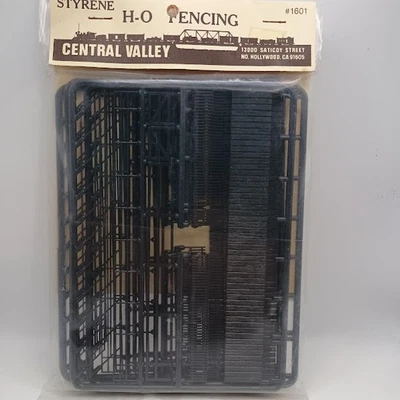 STYRENE
H-O FENCING
#1601
CENTRAL VALLEY
13000 SATICOY STREET
NO. HOLLYWOOD, CA 91605